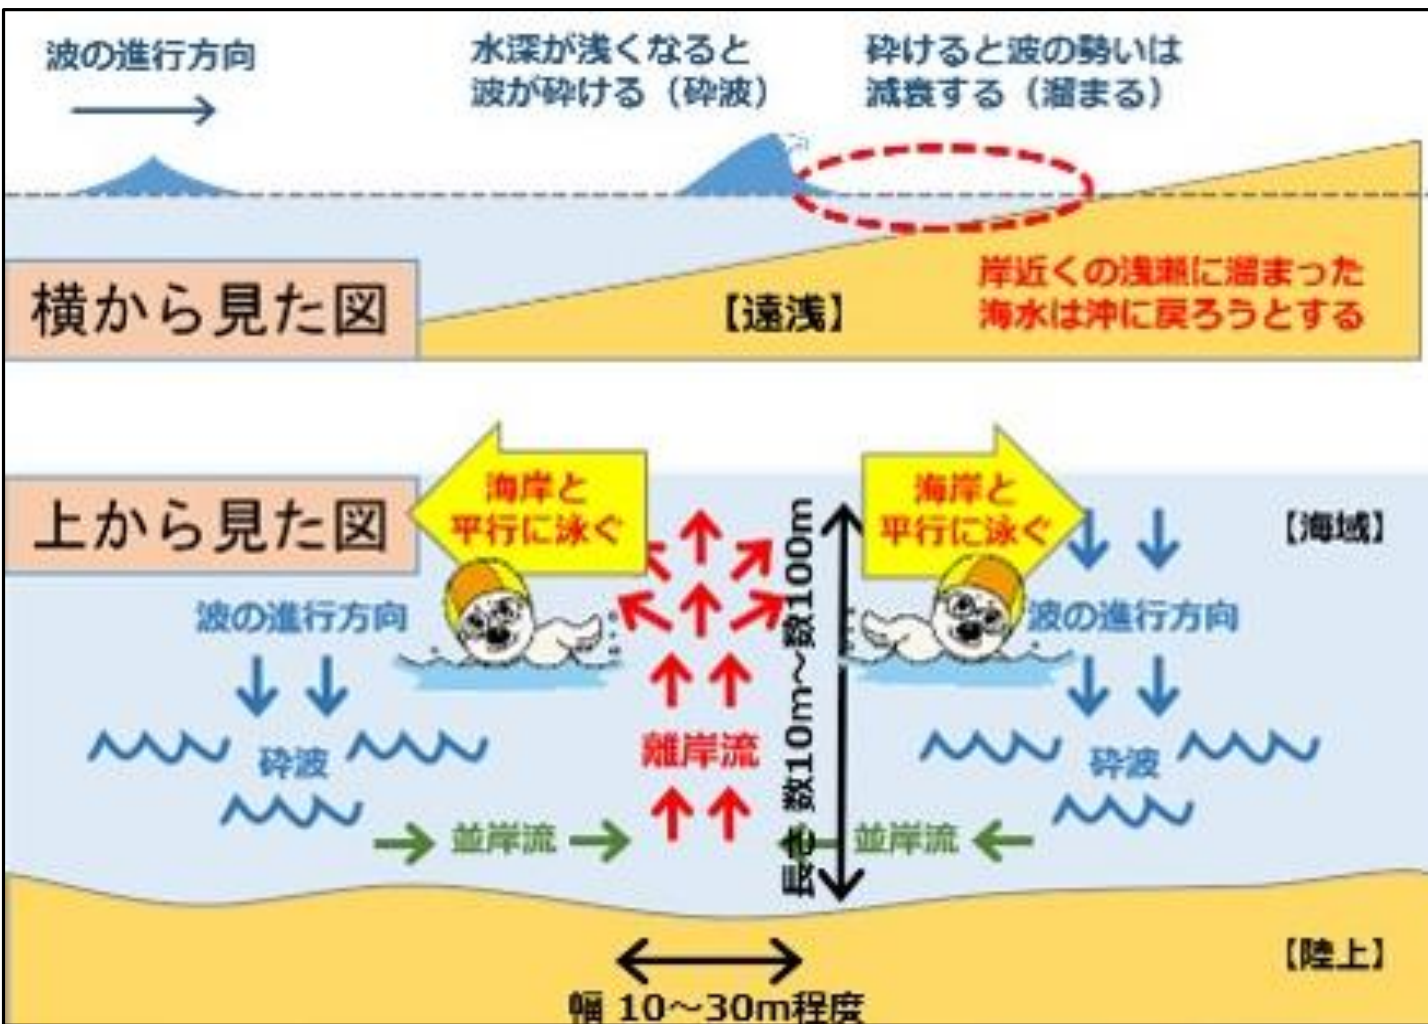 波の進行方向
水深が浅くなると
波が砕ける（砕波）
砕けると波の勢いは
減衰する（溜まる）
岸近くの浅瀬に溜まった
海水は沖に戻ろうとする
【遠浅】
横から見た図
上から見た図
海岸と
平行に泳ぐ
海岸と
平行に泳ぐ
【海域】
波の進行方向
波の進行方向
長さ 数10m～数100m
離岸流
砕波
砕波
並岸流
並岸流
【陸上】
幅 10～30m程度